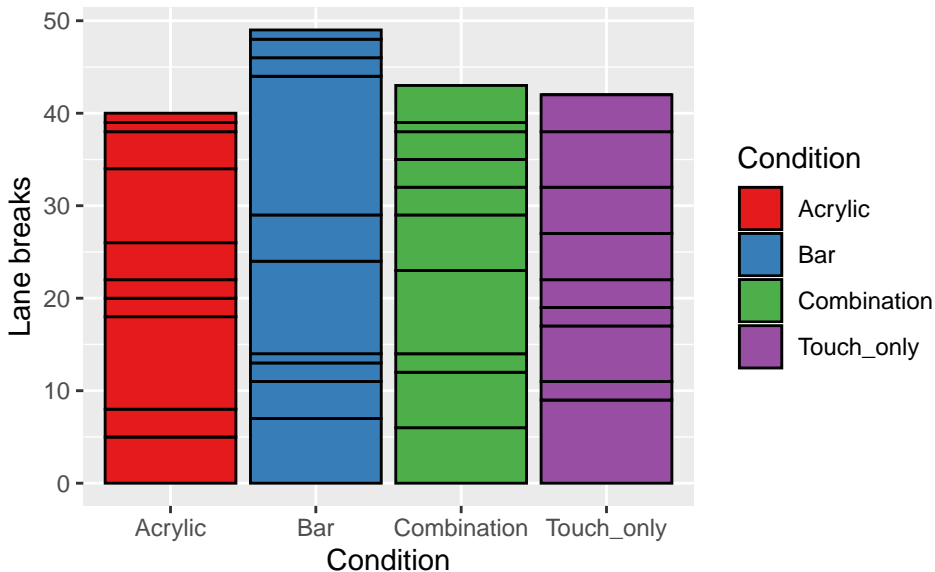 Lane breaks
50
40
30
20
10
0
Acrylic
Bar
Combination
Touch_only
Condition
Condition
Acrylic
Bar
Combination
Touch_only